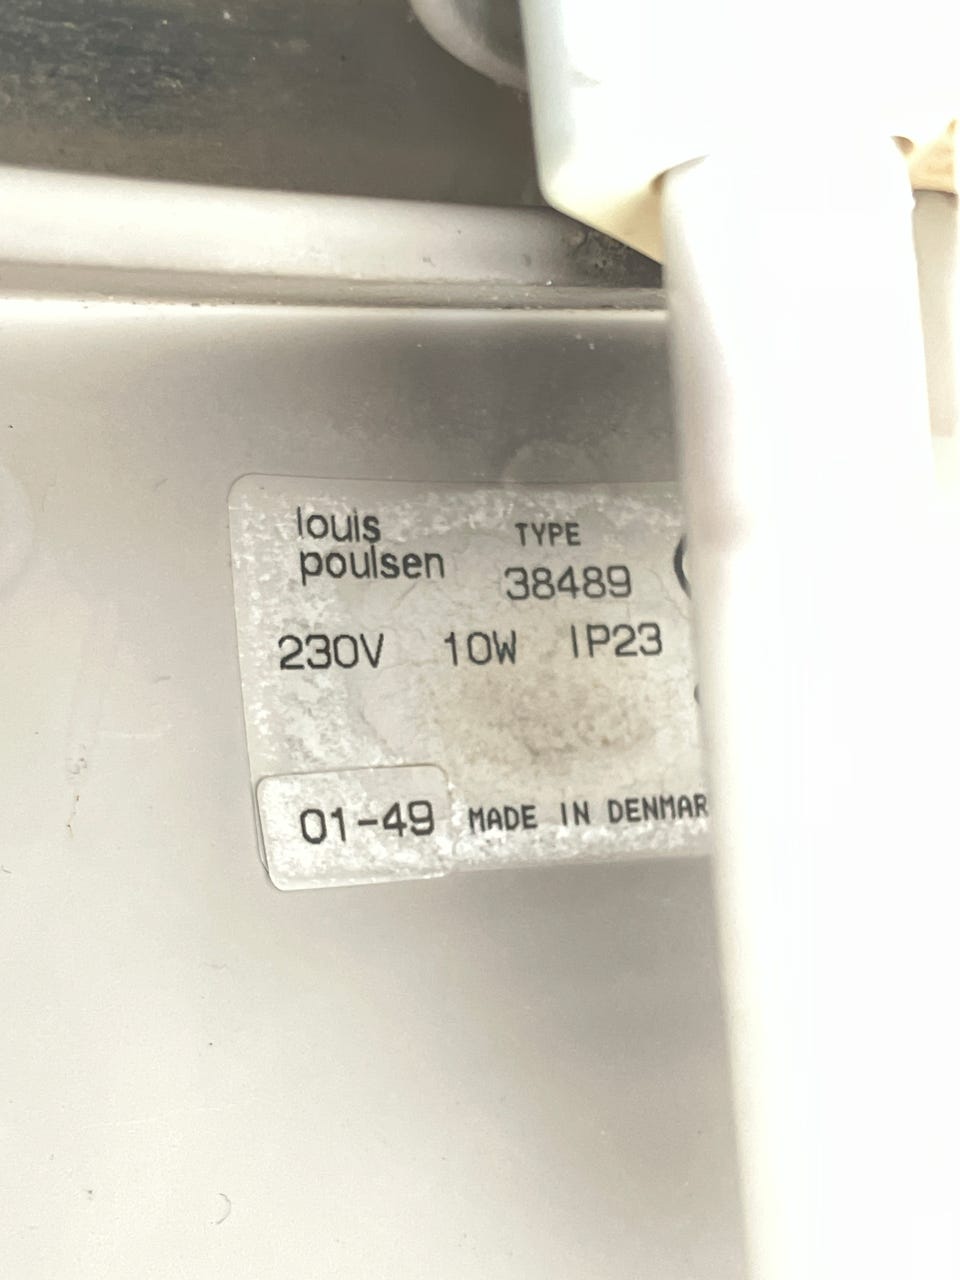 louis
poulsen
TYPE
38489
230V 10W IP23
01-49 MADE IN DENMAR